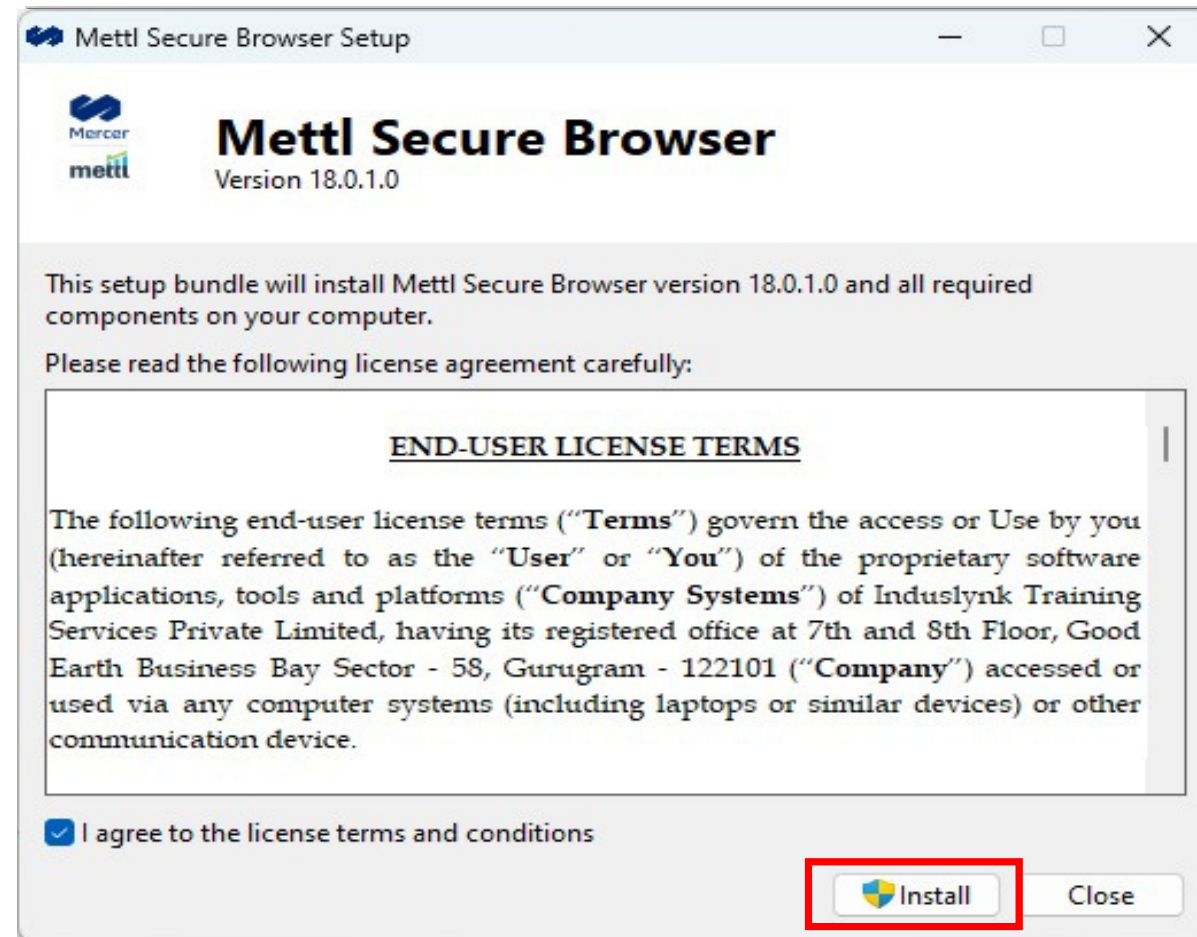 Mettl Secure Browser Setup
Mercer
mettl
Mettl Secure Browser
Version 18.0.1.0
This setup bundle will install Mettl Secure Browser version 18.0.1.0 and all required
components on your computer.
Please read the following license agreement carefully:
END-USER LICENSE TERMS
The following end-user license terms (“Terms”) govern the access or Use by you
(hereinafter referred to as the “User” or “You”) of the proprietary software
applications, tools and platforms (“Company Systems”) of Induslynk Training
Services Private Limited, having its registered office at 7th and 8th Floor, Good
Earth Business Bay Sector - 58, Gurugram - 122101 (“Company”) accessed or
used via any computer systems (including laptops or similar devices) or other
communication device.
I agree to the license terms and conditions
Install
Close